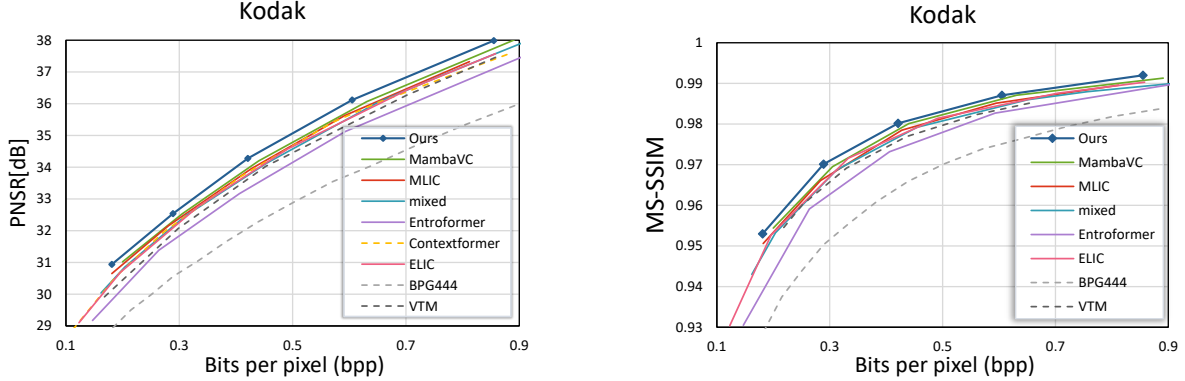 Kodak
38
37
36
35
34
33
32
31
30
29
PNSR[dB]
0.1 0.3 0.5 0.7 0.9
Bits per pixel (bpp)
Ours
MambaVC
MLIC
mixed
Entroformer
Contextformer
ELIC
BPG444
VTM
Kodak
1
0.99
0.98
0.97
0.96
0.95
0.94
0.93
MS-SSIM
0.1 0.3 0.5 0.7 0.9
Bits per pixel (bpp)
Ours
MambaVC
MLIC
mixed
Entroformer
ELIC
BPG444
VTM